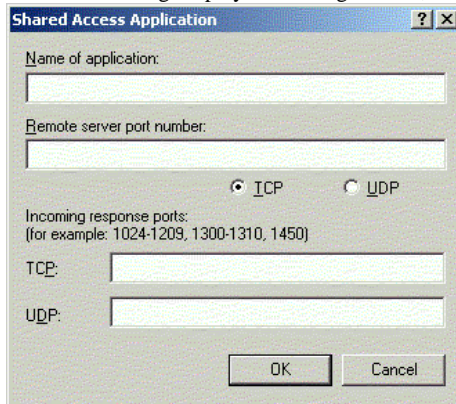 Shared Access Application
Name of application:
Remote server port number:
TCP UDP
Incoming response ports:
(for example: 1024-1209, 1300-1310, 1450)
TCP:
UDP:
OK Cancel